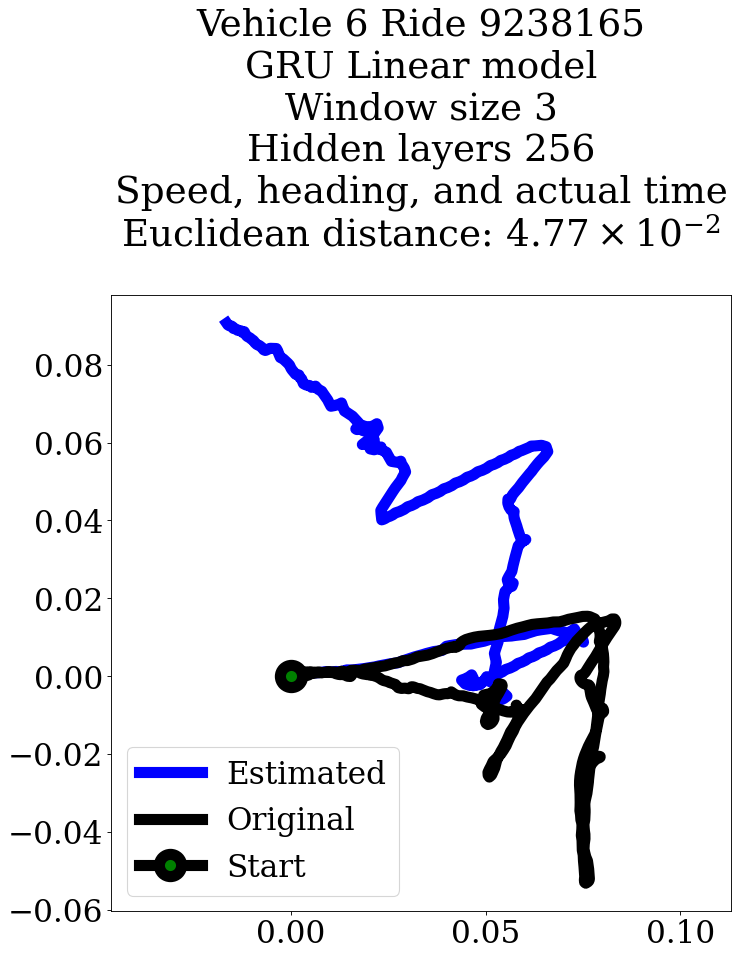 Vehicle 6 Ride 9238165
GRU Linear model
Window size 3
Hidden layers 256
Speed, heading, and actual time
Euclidean distance: 4.77 × 10⁻²
0.08
0.06
0.04
0.02
0.00
−0.02
−0.04
−0.06
Estimated
Original
Start
0.00 0.05 0.10